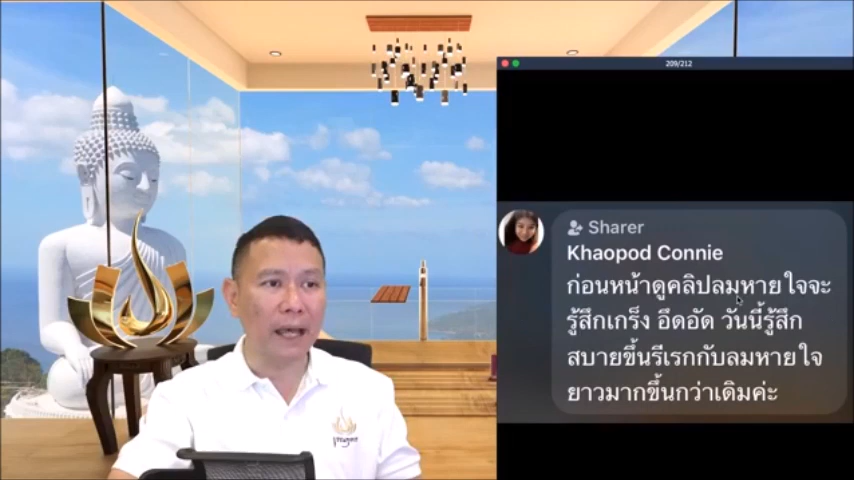 209/212
Sharer
Khaopod Connie
ก่อนหน้าดูคลิปลมหายใจจะ
รู้สึกเกร็ง อึดอัด วันนี้รู้สึก
สบายขึ้นรีเรกกับลมหายใจ
ยาวมากขึ้นกว่าเดิมค่ะ